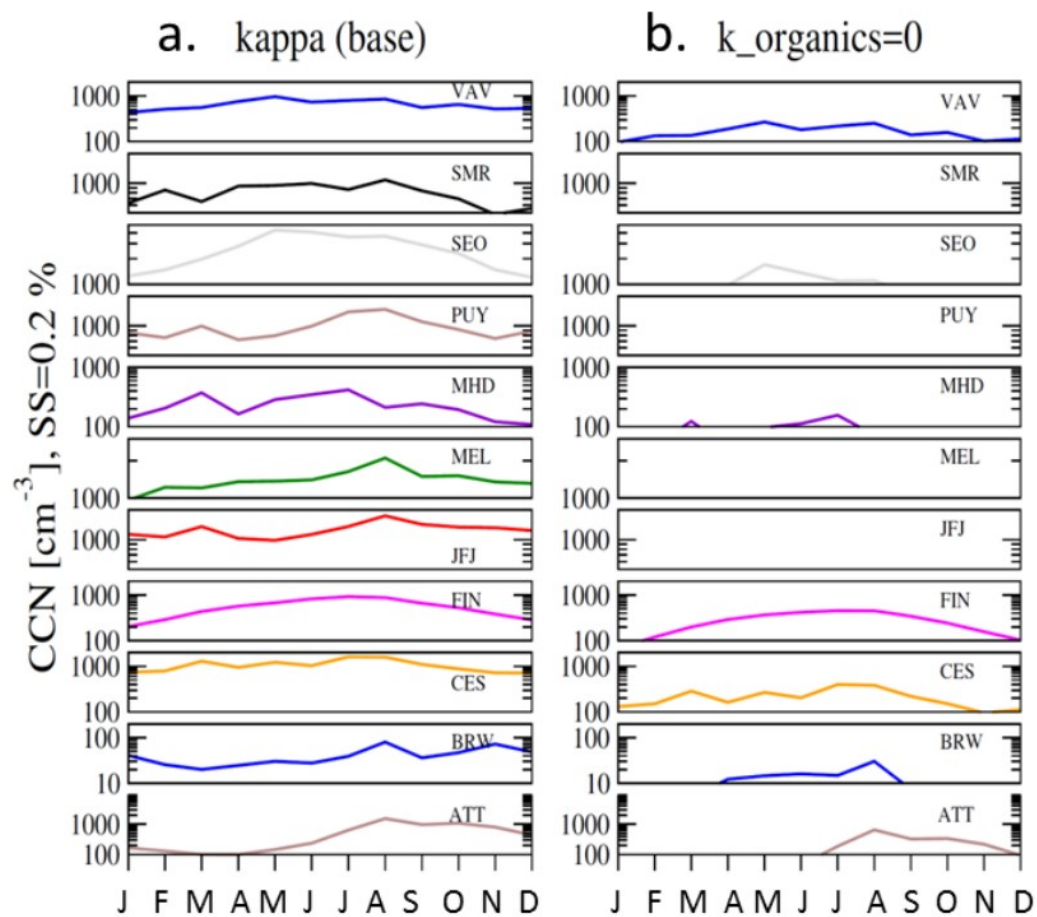 a. kappa (base)
b. k_organics=0
CCN [cm-3], SS=0.2 %
1000
100
VAV
1000
100
VAV
1000
SMR
1000
SMR
1000
SEO
1000
SEO
1000
PUY
1000
PUY
1000
100
MHD
1000
100
MHD
1000
MEL
1000
MEL
1000
JFJ
1000
JFJ
1000
100
FIN
1000
100
FIN
1000
100
CES
1000
100
CES
100
10
BRW
100
10
BRW
1000
100
ATT
1000
100
ATT
J F M A M J J A S O N D
J F M A M J J A S O N D